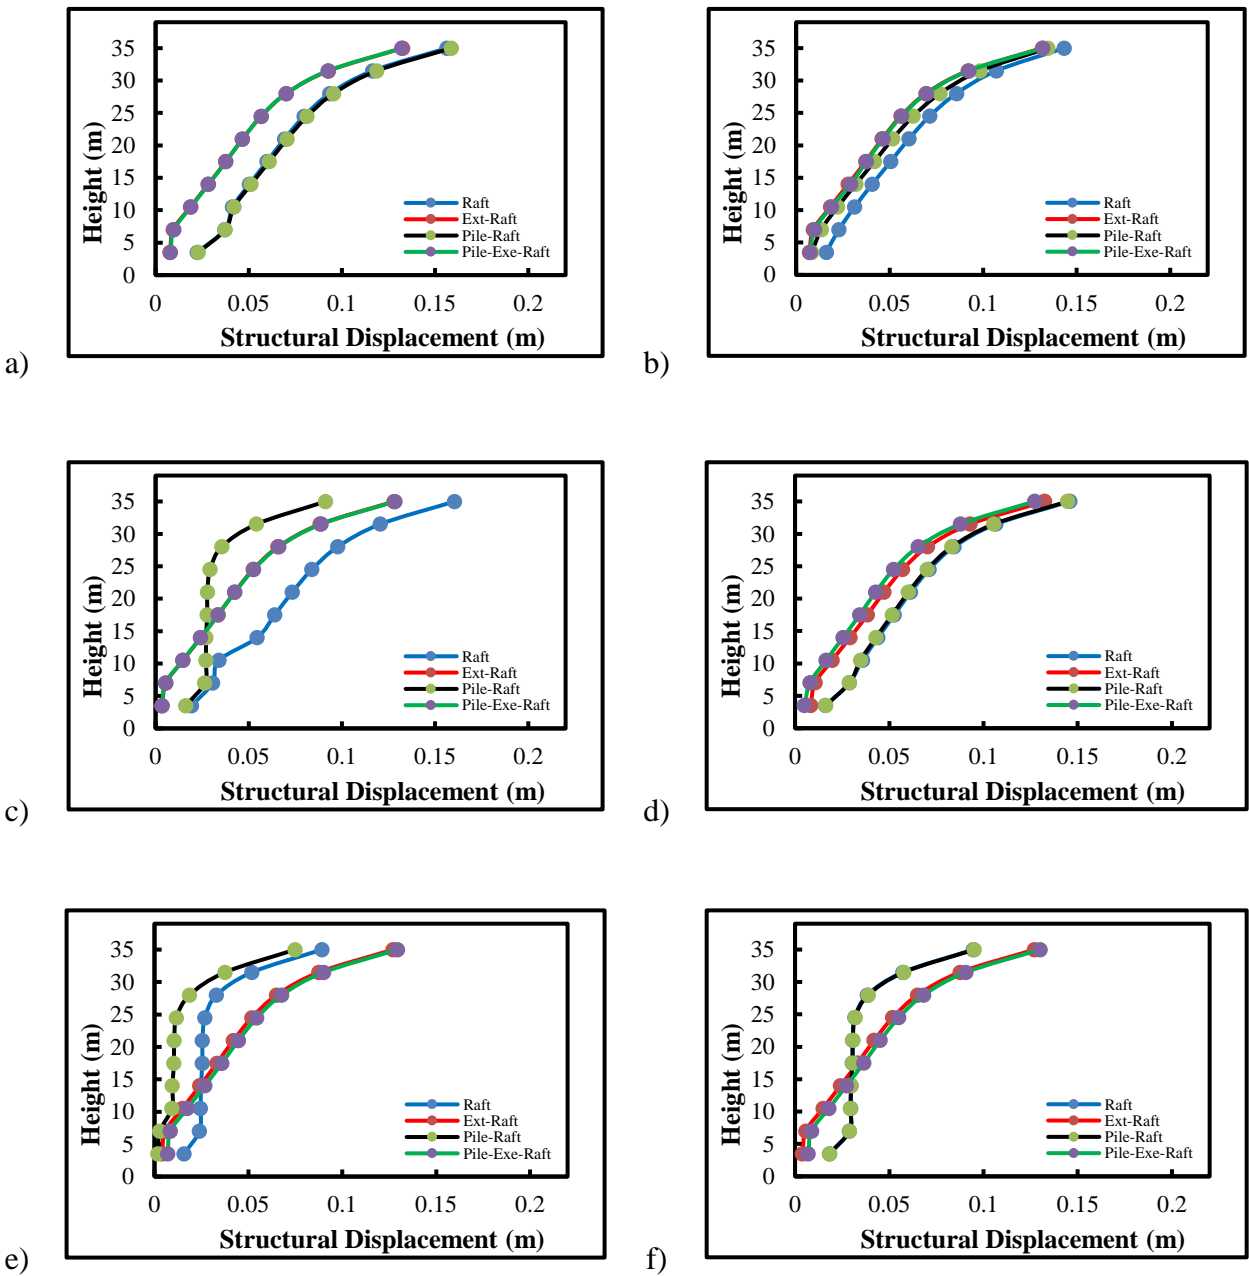 35
30
25
20
15
10
5
0
Height (m)
Raft
Ext-Raft
Pile-Raft
Pile-Exe-Raft
0 0.05 0.1 0.15 0.2
Structural Displacement (m)
a)
35
30
25
20
15
10
5
0
Height (m)
Raft
Ext-Raft
Pile-Raft
Pile-Exe-Raft
0 0.05 0.1 0.15 0.2
Structural Displacement (m)
b)
35
30
25
20
15
10
5
0
Height (m)
Raft
Ext-Raft
Pile-Raft
Pile-Exe-Raft
0 0.05 0.1 0.15 0.2
Structural Displacement (m)
c)
35
30
25
20
15
10
5
0
Height (m)
Raft
Ext-Raft
Pile-Raft
Pile-Exe-Raft
0 0.05 0.1 0.15 0.2
Structural Displacement (m)
d)
35
30
25
20
15
10
5
0
Height (m)
Raft
Ext-Raft
Pile-Raft
Pile-Exe-Raft
0 0.05 0.1 0.15 0.2
Structural Displacement (m)
e)
35
30
25
20
15
10
5
0
Height (m)
Raft
Ext-Raft
Pile-Raft
Pile-Exe-Raft
0 0.05 0.1 0.15 0.2
Structural Displacement (m)
f)